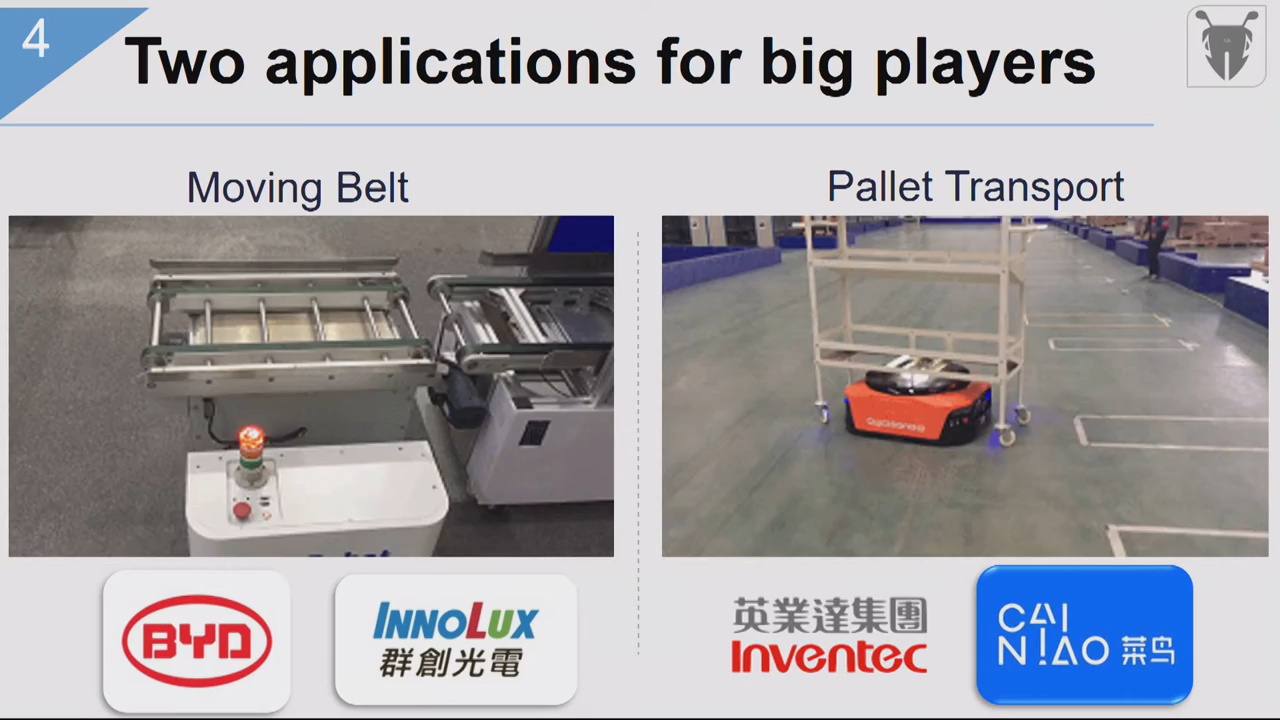 4
Two applications for big players
Moving Belt
Pallet Transport
BYD
INNOLUX
群創光電
英業達集團
Inventec
CAI
NIAO 菜鸟